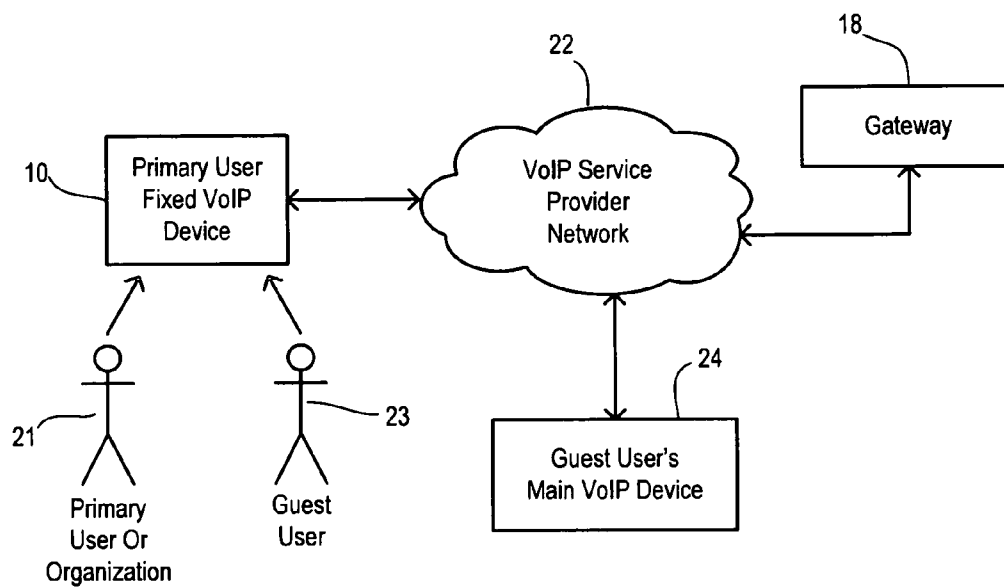 22
18
Gateway
10
Primary User
Fixed VoIP
Device
VoIP Service
Provider
Network
24
21
23
Guest User's
Main VoIP Device
Primary
User Or
Organization
Guest
User